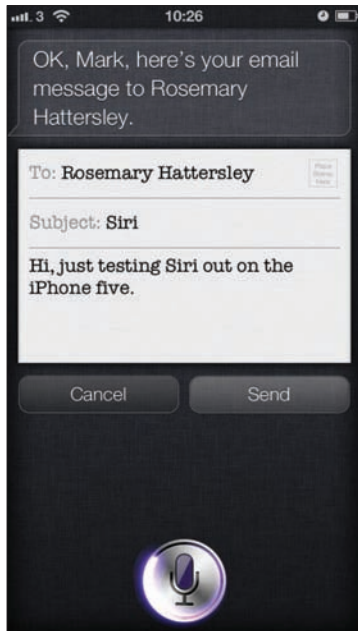 3 10:26
OK, Mark, here's your email
message to Rosemary
Hattersley.
To: Rosemary Hattersley
Subject: Siri
Hi, just testing Siri out on the
iPhone five.
Cancel Send